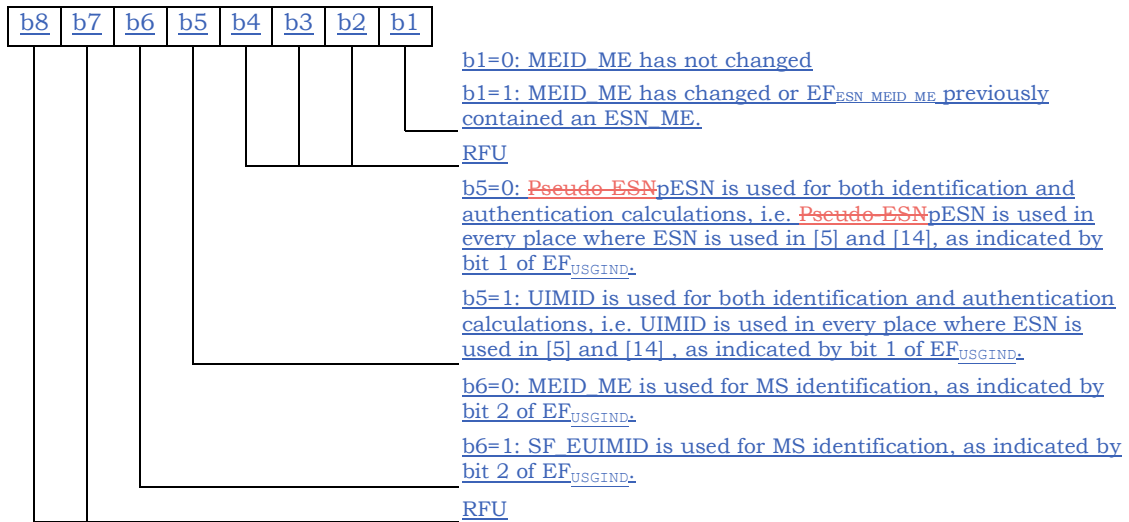 b8 b7 b6 b5 b4 b3 b2 b1
b1=0: MEID_ME has not changed
b1=1: MEID_ME has changed or EFESN_MEID_ME previously
contained an ESN_ME.
RFU
b5=0: Pseudo-ESNpESN is used for both identification and
authentication calculations, i.e. Pseudo-ESNpESN is used in
every place where ESN is used in [5] and [14], as indicated by
bit 1 of EFUSGIND.
b5=1: UIMID is used for both identification and authentication
calculations, i.e. UIMID is used in every place where ESN is
used in [5] and [14] , as indicated by bit 1 of EFUSGIND.
b6=0: MEID_ME is used for MS identification, as indicated by
bit 2 of EFUSGIND.
b6=1: SF_EUIMID is used for MS identification, as indicated by
bit 2 of EFUSGIND.
RFU